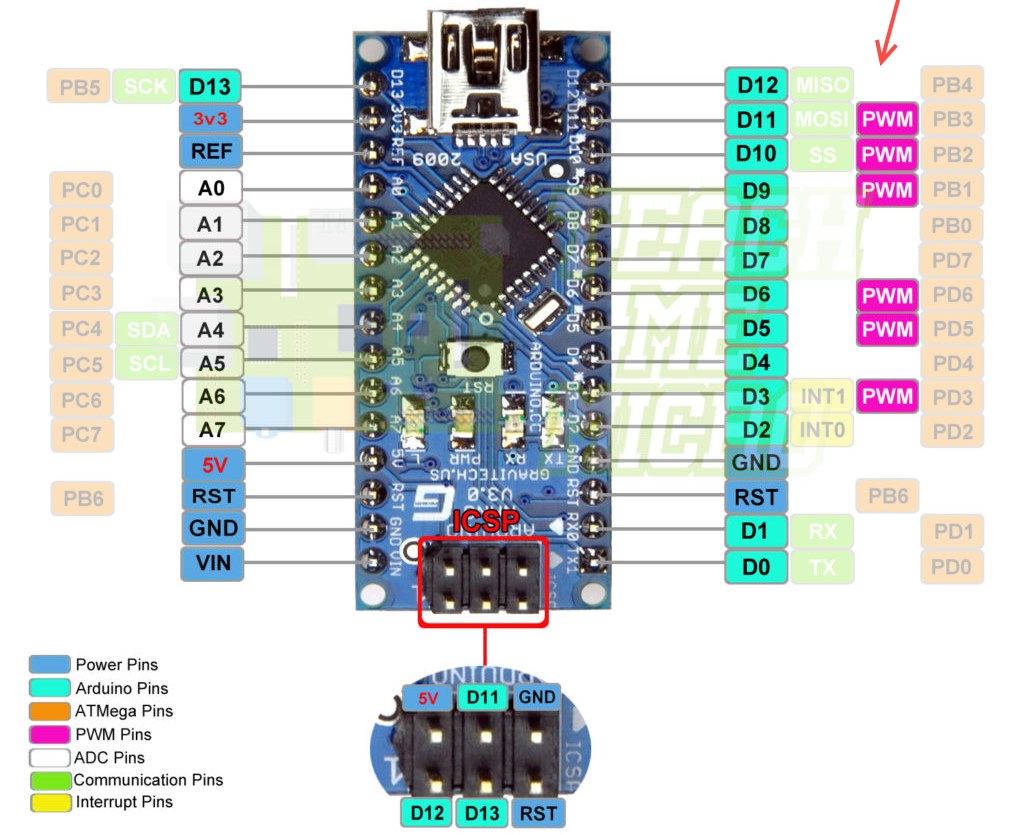 D13 SCK PB5
3v3
REF
A0 PC0
A1 PC1
A2 PC2
A3 PC3
A4 SDA PC4
A5 SCL PC5
A6 PC6
A7 PC7
5V
RST PB6
GND
VIN
D12 MISO PB4
D11 MOSI PWM PB3
D10 SS PWM PB2
D9 PWM PB1
D8 PB0
D7 PD7
D6 PWM PD6
D5 PWM PD5
D4 PD4
D3 INT1 PWM PD3
D2 INT0 PD2
GND
RST PB6
D1 RX PD1
D0 TX PD0
D13
3V3
REF
A0
A1
A2
A3
A4
A5
A6
A7
5V
RST
GND
VIN
D12
D11
D10
D9
D8
D7
D6
D5
D4
D3
D2
GND
RST
RX0
TX1
USA
2009
RST
ARDUINO.CC
L
PWR
RX
TX
GRAVITECH.US
V3.0
ICSP
TEACH
ME
MICRO
5V D11 GND
ICSP
1
D12 D13 RST
Power Pins
Arduino Pins
ATMega Pins
PWM Pins
ADC Pins
Communication Pins
Interrupt Pins